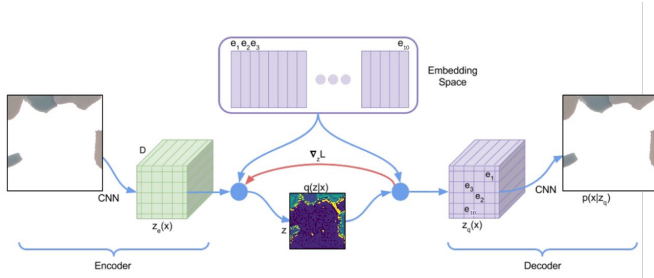 e1 e2 e3
e10
Embedding
Space
D
∇zL
q(z|x)
e1
e3
e2
e10
CNN
z
CNN
ze(x)
zq(x)
p(x|zq)
Encoder
Decoder